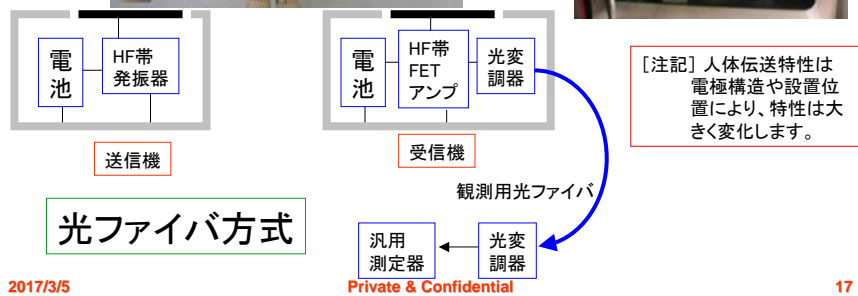 電
池
HF帯
発振器
送信機
電
池
HF帯
FET
アンプ
光変
調器
受信機
［注記］ 人体伝送特性は
電極構造や設置位
置により、特性は大
きく変化します。
観測用光ファイバ
光ファイバ方式
汎用
測定器
光変
調器
2017/3/5
Private & Confidential
17